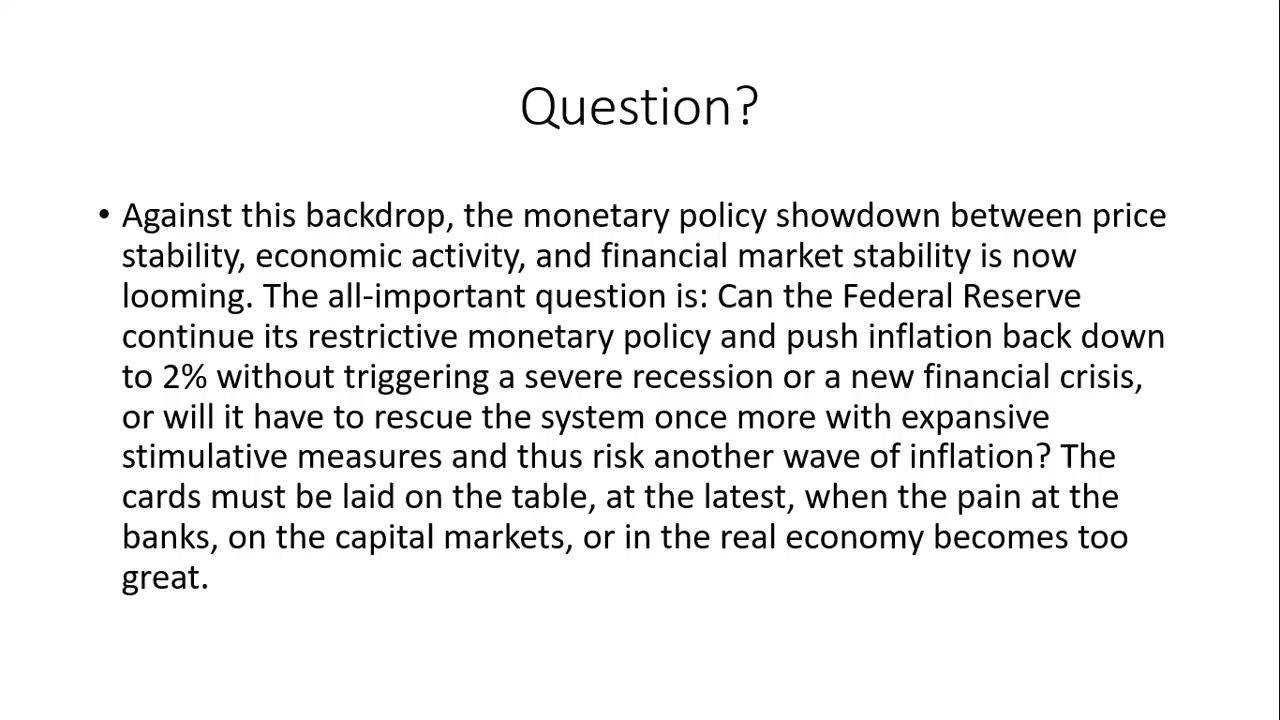 Question?
• Against this backdrop, the monetary policy showdown between price
stability, economic activity, and financial market stability is now
looming. The all-important question is: Can the Federal Reserve
continue its restrictive monetary policy and push inflation back down
to 2% without triggering a severe recession or a new financial crisis,
or will it have to rescue the system once more with expansive
stimulative measures and thus risk another wave of inflation? The
cards must be laid on the table, at the latest, when the pain at the
banks, on the capital markets, or in the real economy becomes too
great.